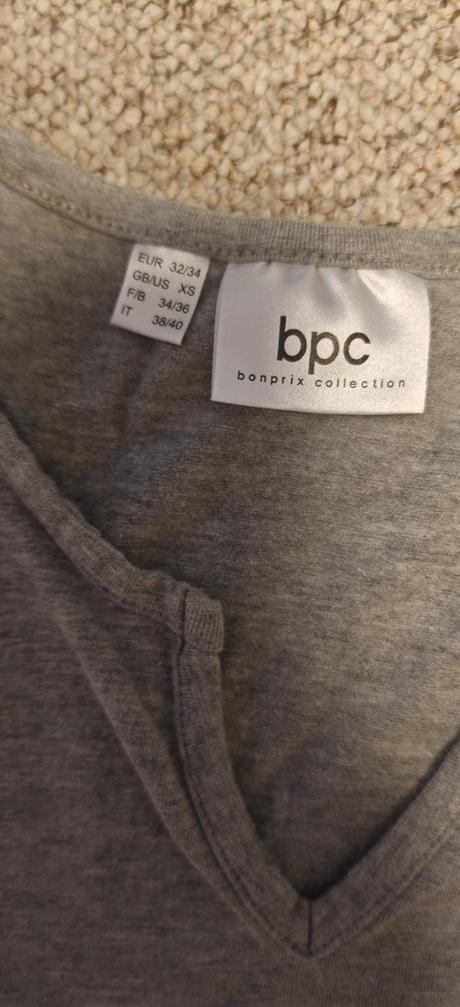 EUR 32/34
GB/US XS
F/B 34/36
IT 38/40
bpc
bonprix collection